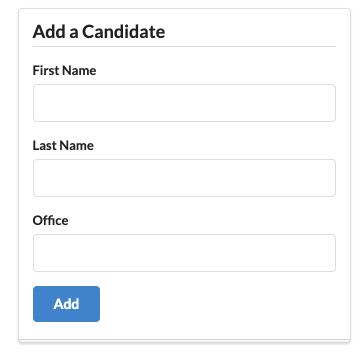 Add a Candidate
First Name
Last Name
Office
Add